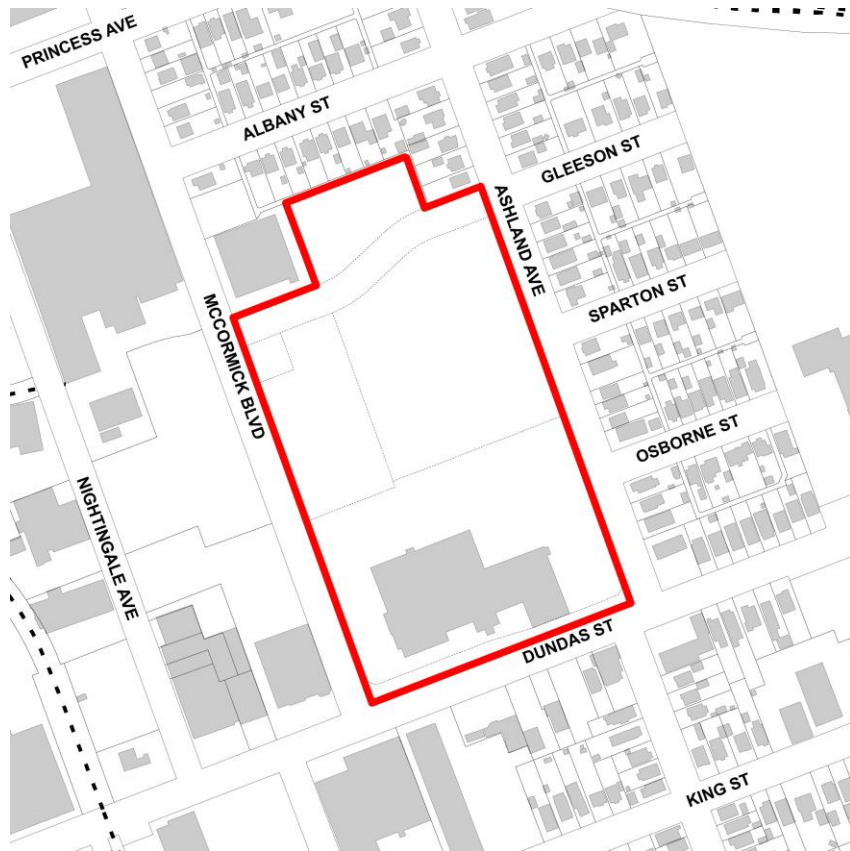 PRINCESS AVE
ALBANY ST
GLEESON ST
ASHLAND AVE
SPARTON ST
MCCORMICK BLVD
OSBORNE ST
NIGHTINGALE AVE
DUNDAS ST
KING ST